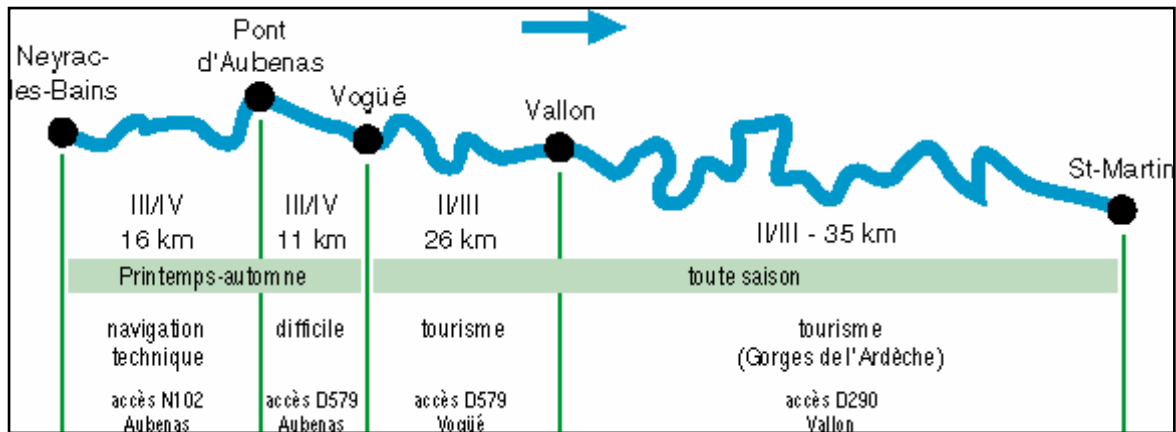 Neyrac-
les-Bains
Pont
d'Aubenas
Vogüé
Vallon
St-Martin
III/IV
16 km
III/IV
11 km
II/III
26 km
II/III - 35 km
Printemps-automne
toute saison
navigation
technique
difficile
tourisme
tourisme
(Gorges de l'Ardèche)
accès N102
Aubenas
accès D579
Aubenas
accès D579
Vogüé
accès D290
Vallon